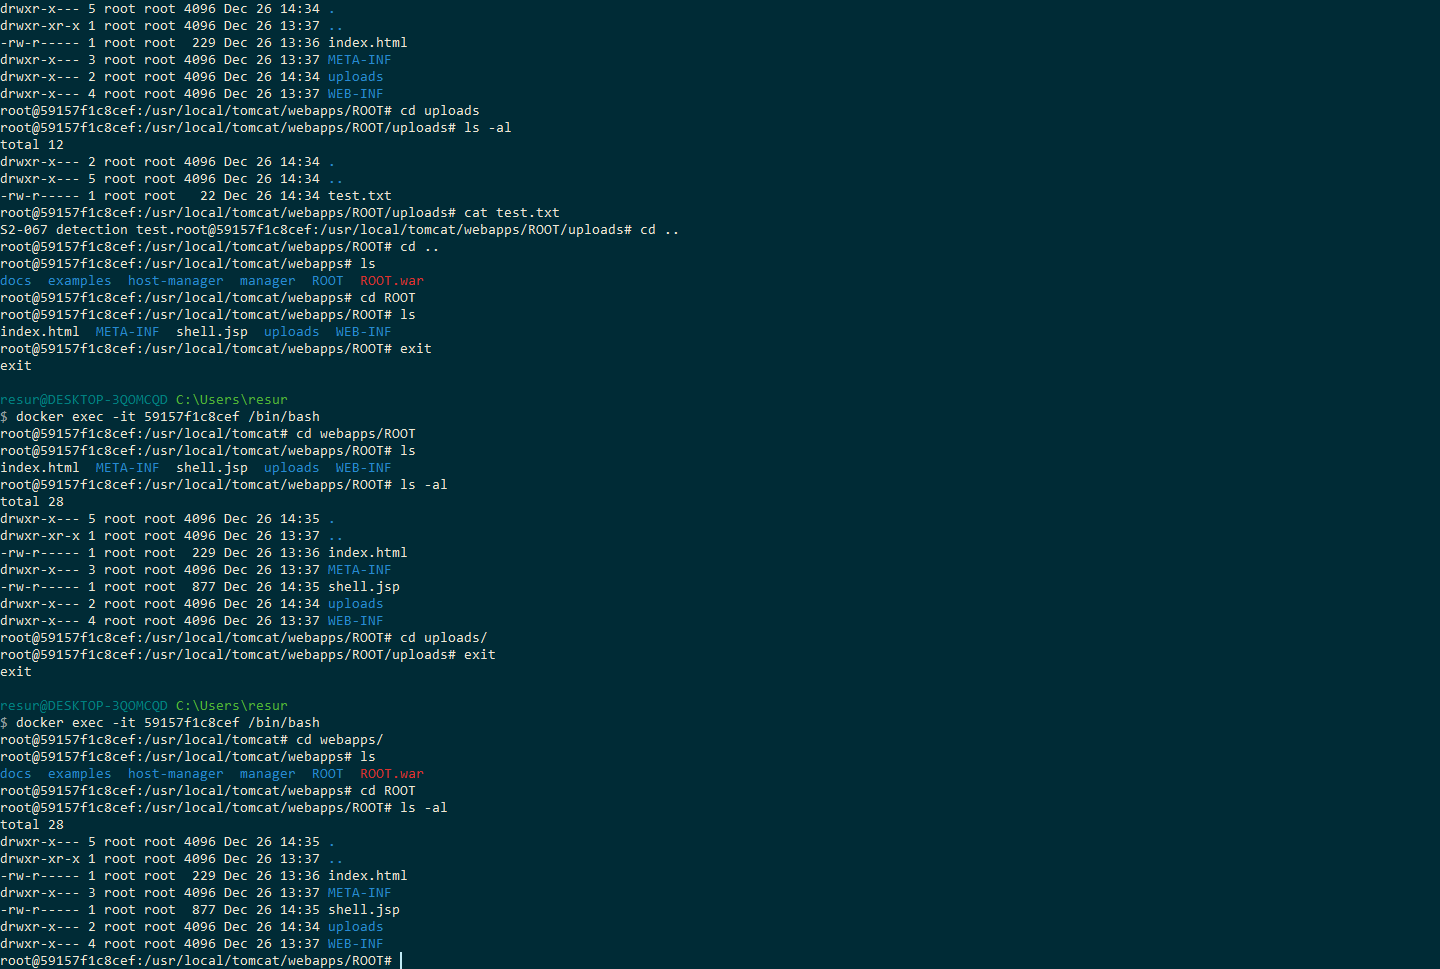 drwxr-x--- 5 root root 4096 Dec 26 14:34 .
drwxr-xr-x 1 root root 4096 Dec 26 13:37 ..
-rw-r----- 1 root root  229 Dec 26 13:36 index.html
drwxr-x--- 3 root root 4096 Dec 26 13:37 META-INF
drwxr-x--- 2 root root 4096 Dec 26 14:34 uploads
drwxr-x--- 4 root root 4096 Dec 26 13:37 WEB-INF
root@59157f1c8cef:/usr/local/tomcat/webapps/ROOT# cd uploads
root@59157f1c8cef:/usr/local/tomcat/webapps/ROOT/uploads# ls -al
total 12
drwxr-x--- 2 root root 4096 Dec 26 14:34 .
drwxr-x--- 5 root root 4096 Dec 26 14:34 ..
-rw-r----- 1 root root   22 Dec 26 14:34 test.txt
root@59157f1c8cef:/usr/local/tomcat/webapps/ROOT/uploads# cat test.txt
S2-067 detection test.root@59157f1c8cef:/usr/local/tomcat/webapps/ROOT/uploads# cd ..
root@59157f1c8cef:/usr/local/tomcat/webapps/ROOT# cd ..
root@59157f1c8cef:/usr/local/tomcat/webapps# ls
docs  examples  host-manager  manager  ROOT  ROOT.war
root@59157f1c8cef:/usr/local/tomcat/webapps# cd ROOT
root@59157f1c8cef:/usr/local/tomcat/webapps/ROOT# ls
index.html  META-INF  shell.jsp  uploads  WEB-INF
root@59157f1c8cef:/usr/local/tomcat/webapps/ROOT# exit
exit
resur@DESKTOP-3QOMCQD C:\Users\resur
$ docker exec -it 59157f1c8cef /bin/bash
root@59157f1c8cef:/usr/local/tomcat# cd webapps/ROOT
root@59157f1c8cef:/usr/local/tomcat/webapps/ROOT# ls
index.html  META-INF  shell.jsp  uploads  WEB-INF
root@59157f1c8cef:/usr/local/tomcat/webapps/ROOT# ls -al
total 28
drwxr-x--- 5 root root 4096 Dec 26 14:35 .
drwxr-xr-x 1 root root 4096 Dec 26 13:37 ..
-rw-r----- 1 root root  229 Dec 26 13:36 index.html
drwxr-x--- 3 root root 4096 Dec 26 13:37 META-INF
-rw-r----- 1 root root  877 Dec 26 14:35 shell.jsp
drwxr-x--- 2 root root 4096 Dec 26 14:34 uploads
drwxr-x--- 4 root root 4096 Dec 26 13:37 WEB-INF
root@59157f1c8cef:/usr/local/tomcat/webapps/ROOT# cd uploads/
root@59157f1c8cef:/usr/local/tomcat/webapps/ROOT/uploads# exit
exit
resur@DESKTOP-3QOMCQD C:\Users\resur
$ docker exec -it 59157f1c8cef /bin/bash
root@59157f1c8cef:/usr/local/tomcat# cd webapps/
root@59157f1c8cef:/usr/local/tomcat/webapps# ls
docs  examples  host-manager  manager  ROOT  ROOT.war
root@59157f1c8cef:/usr/local/tomcat/webapps# cd ROOT
root@59157f1c8cef:/usr/local/tomcat/webapps/ROOT# ls -al
total 28
drwxr-x--- 5 root root 4096 Dec 26 14:35 .
drwxr-xr-x 1 root root 4096 Dec 26 13:37 ..
-rw-r----- 1 root root  229 Dec 26 13:36 index.html
drwxr-x--- 3 root root 4096 Dec 26 13:37 META-INF
-rw-r----- 1 root root  877 Dec 26 14:35 shell.jsp
drwxr-x--- 2 root root 4096 Dec 26 14:34 uploads
drwxr-x--- 4 root root 4096 Dec 26 13:37 WEB-INF
root@59157f1c8cef:/usr/local/tomcat/webapps/ROOT#